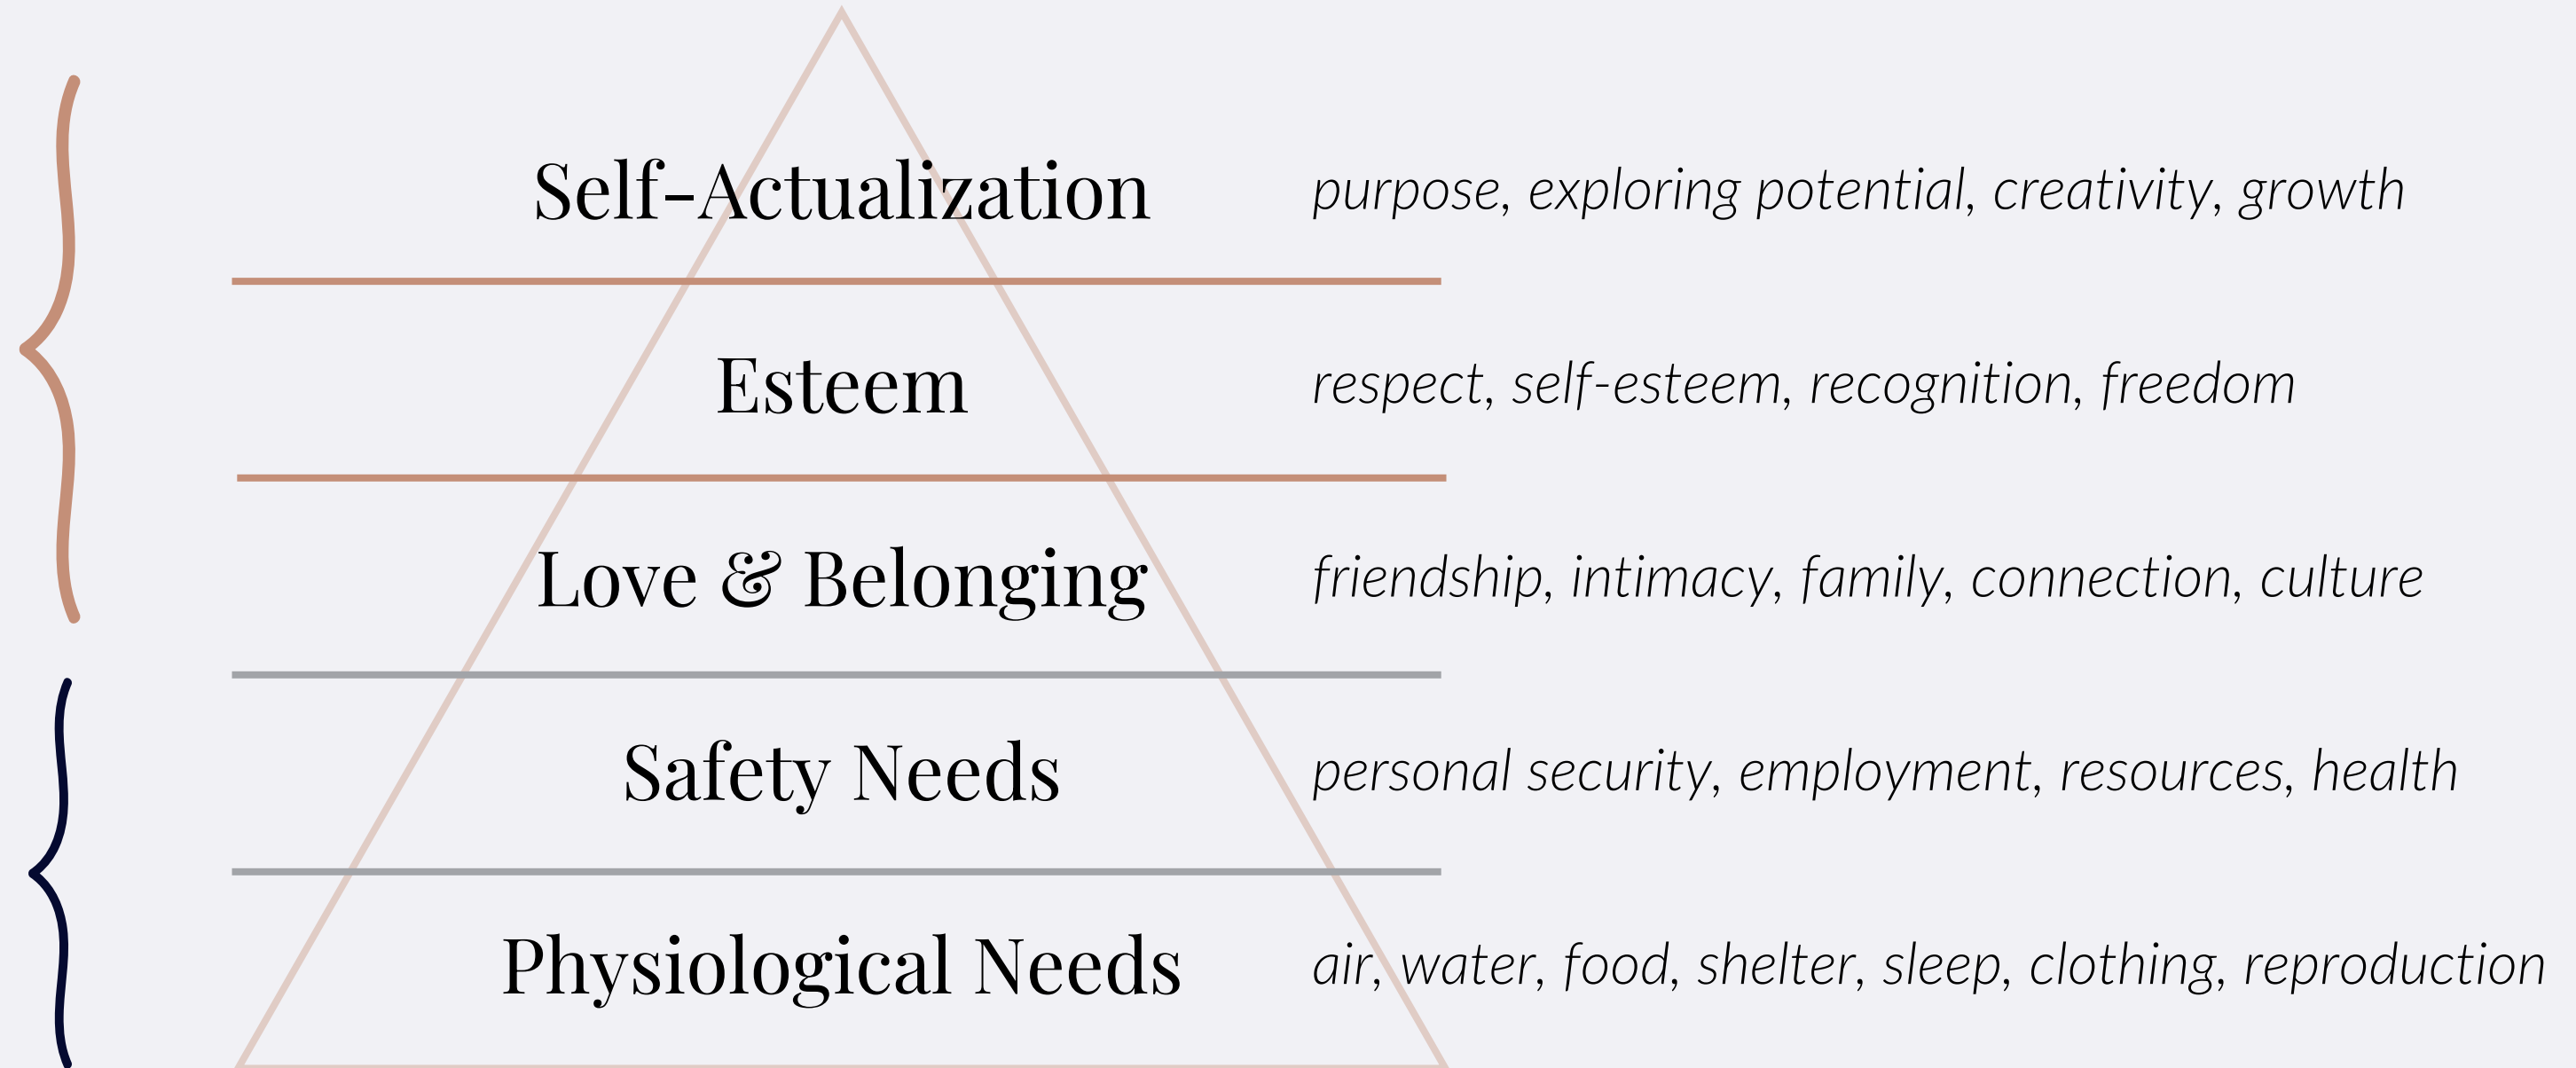 Self-Actualization purpose, exploring potential, creativity, growth
Esteem respect, self-esteem, recognition, freedom
Love & Belonging friendship, intimacy, family, connection, culture
Safety Needs personal security, employment, resources, health
Physiological Needs air, water, food, shelter, sleep, clothing, reproduction